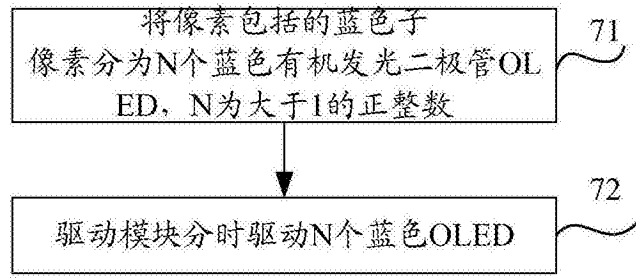 将像素包括的蓝色子
像素分为N个蓝色有机发光二极管OL
ED，N为大于1的正整数
71
驱动模块分时驱动N个蓝色OLED
72